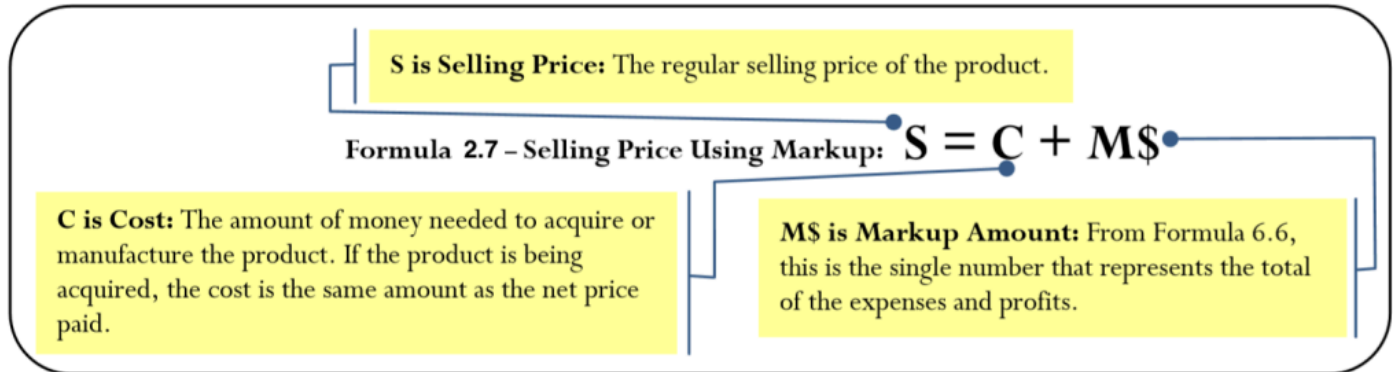 S is Selling Price: The regular selling price of the product.
Formula 2.7 – Selling Price Using Markup: S = C + M$
C is Cost: The amount of money needed to acquire or
manufacture the product. If the product is being
acquired, the cost is the same amount as the net price
paid.
M$ is Markup Amount: From Formula 6.6,
this is the single number that represents the total
of the expenses and profits.